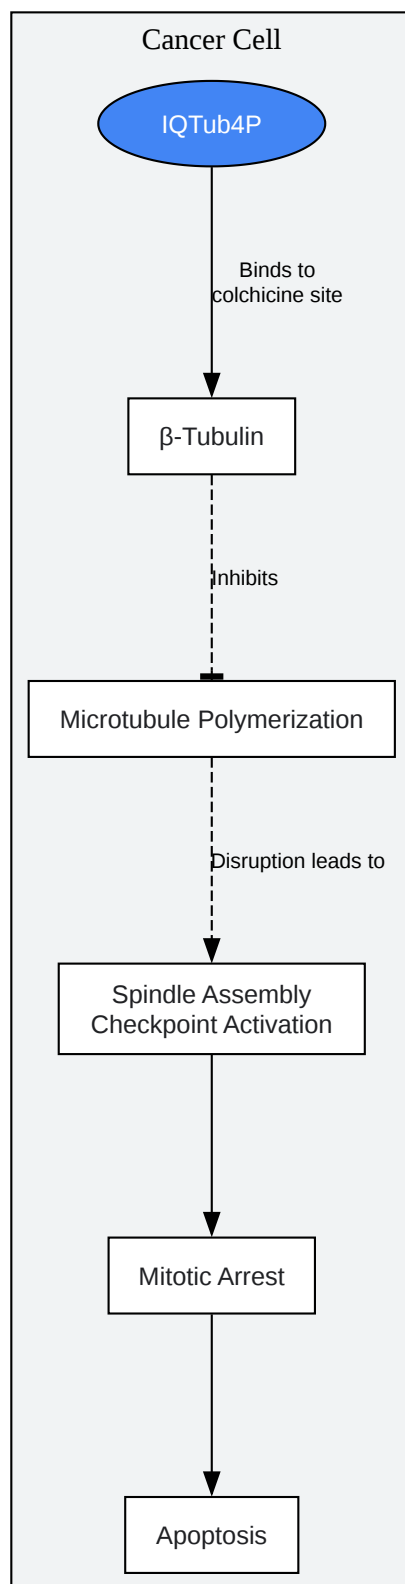 Cancer Cell
IQTub4P
Binds to
colchicine site
β-Tubulin
Inhibits
Microtubule Polymerization
Disruption leads to
Spindle Assembly
Checkpoint Activation
Mitotic Arrest
Apoptosis